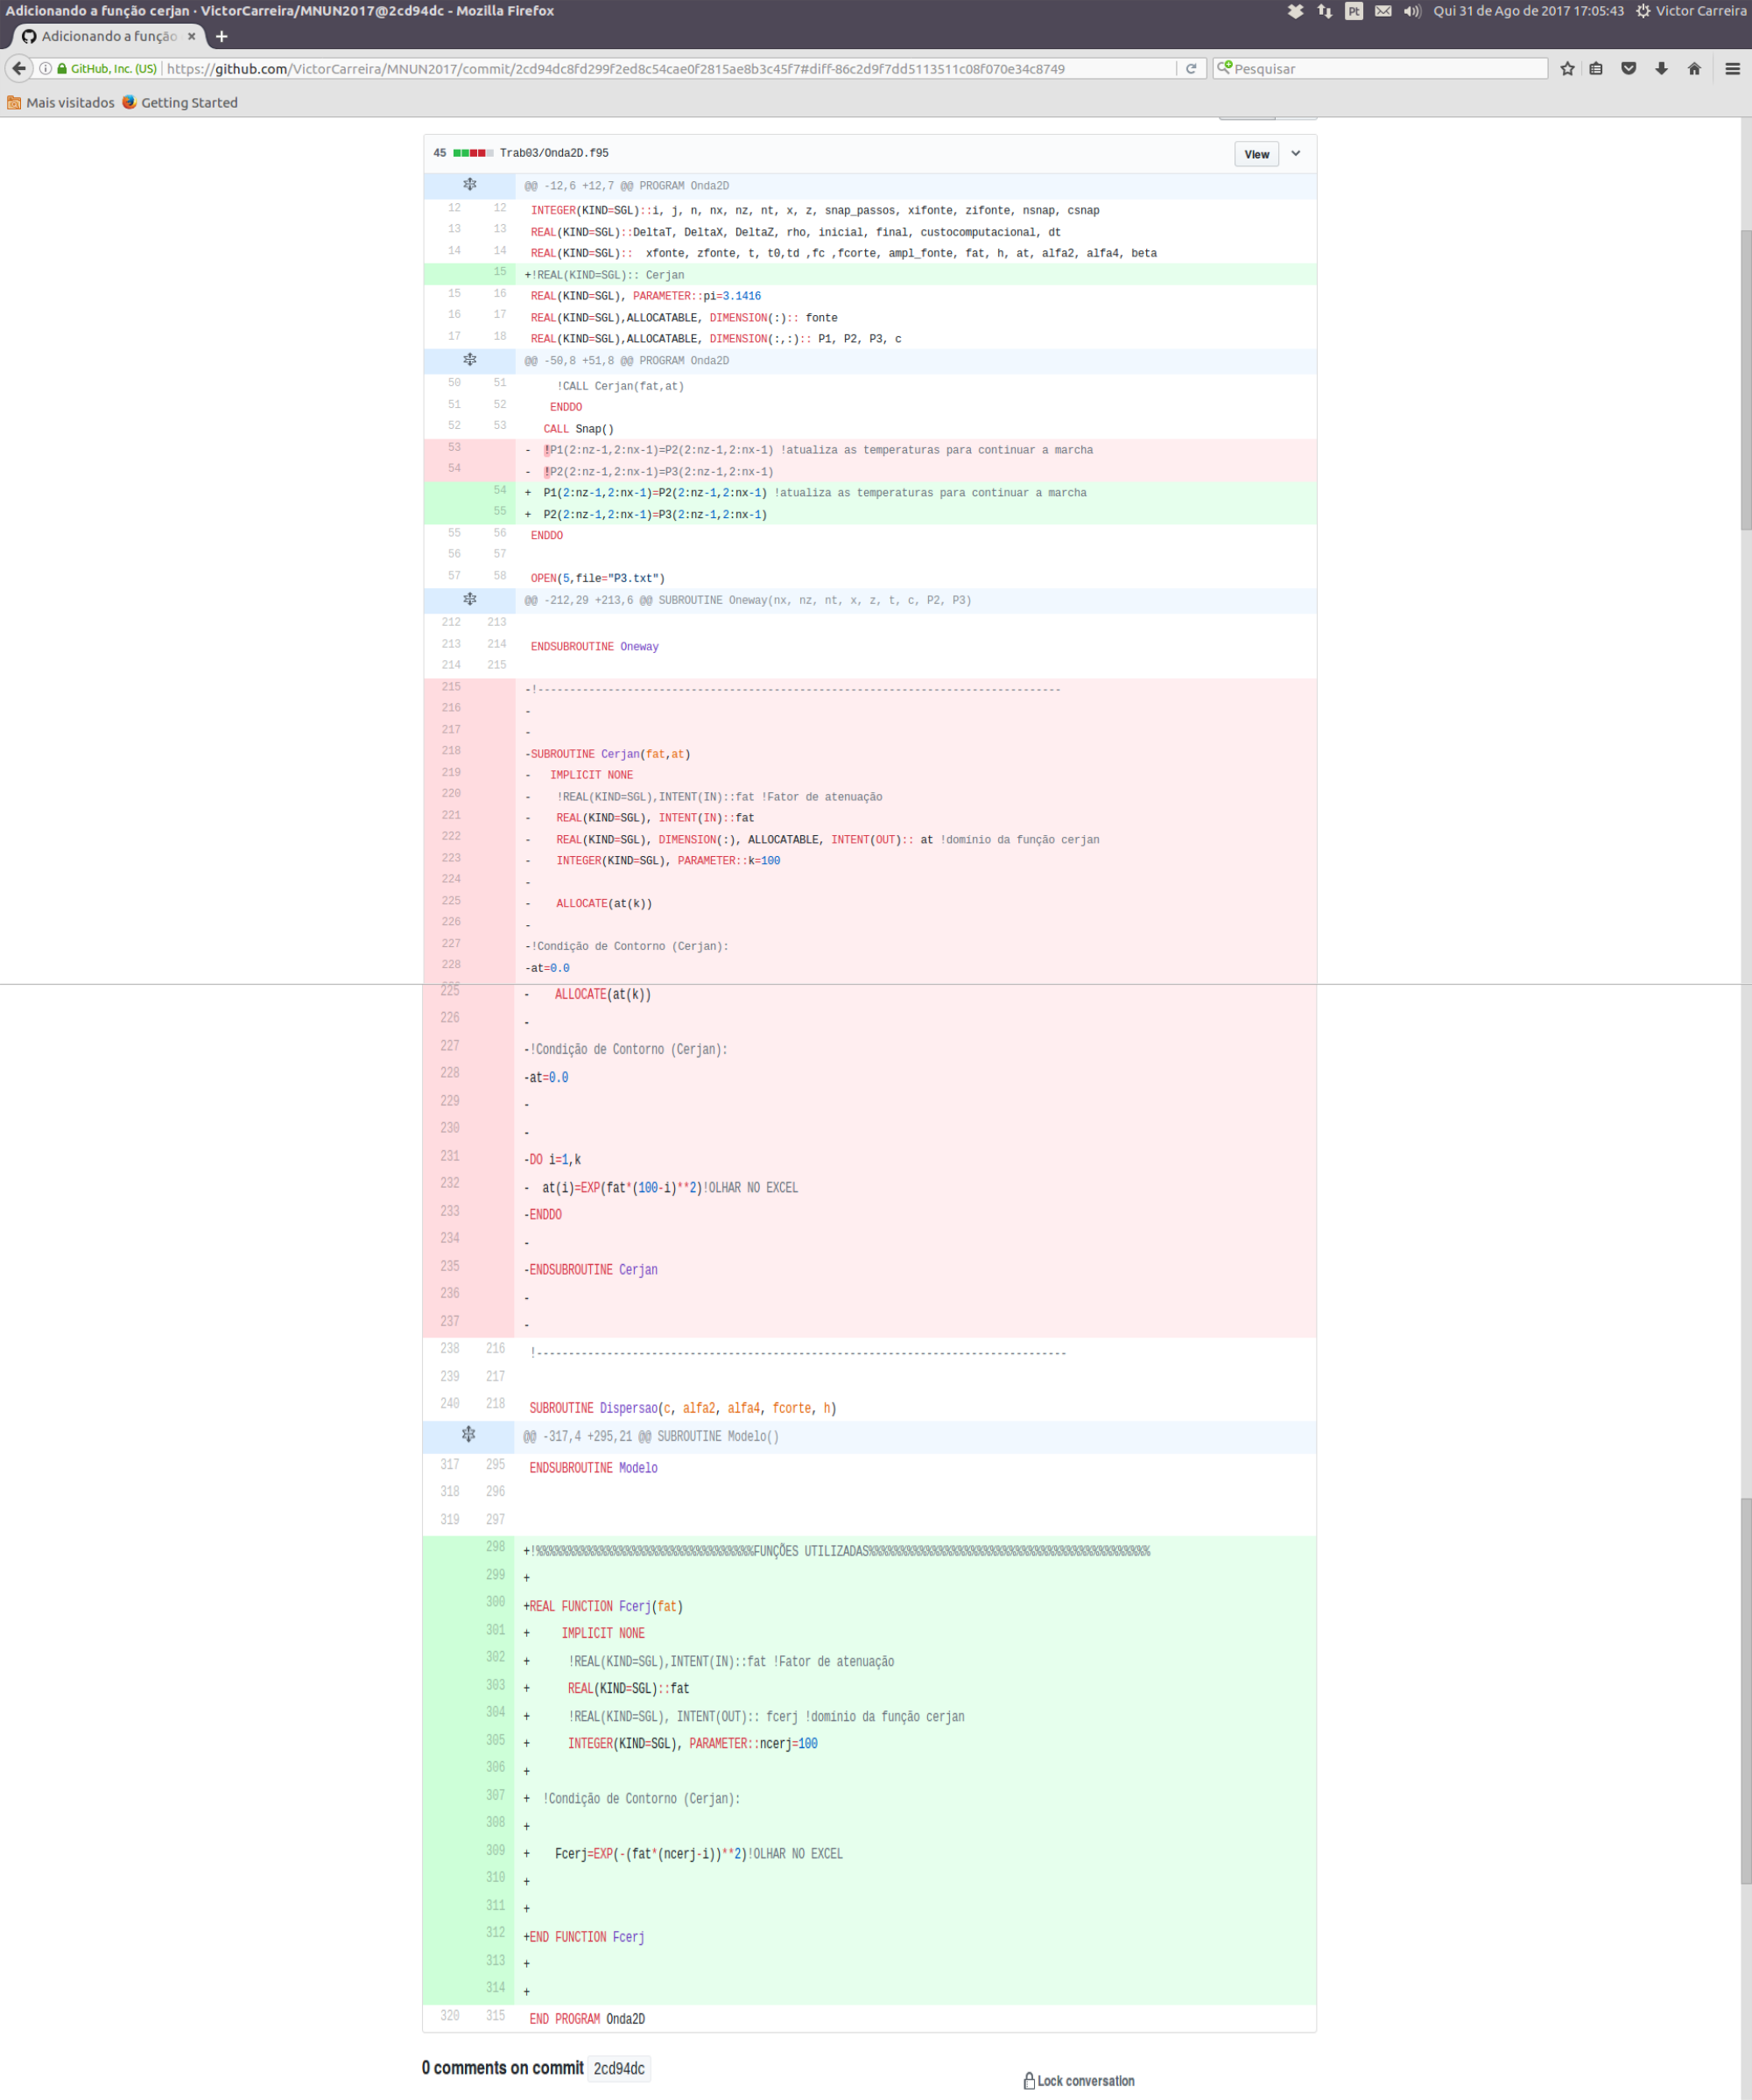 Adicionando a função cerjan · VictorCarreira/MNUN2017@2cd94dc - Mozilla Firefox
Pt
Qui 31 de Ago de 2017 17:05:43
Victor Carreira
Adicionando a função
GitHub, Inc. (US)
https://github.com/VictorCarreira/MNUN2017/commit/2cd94dc8fd299f2ed8c54cae0f2815ae8b3c45f7#diff-86c2d9f7dd5113511c08f070e34c8749
Pesquisar
Mais visitados
Getting Started
45 Trab03/Onda2D.f95
View
@@ -12,6 +12,7 @@ PROGRAM Onda2D
12 12 INTEGER(KIND=SGL)::i, j, n, nx, nz, nt, x, z, snap_passos, xifonte, zifonte, nsnap, csnap
13 13 REAL(KIND=SGL)::DeltaT, DeltaX, DeltaZ, rho, inicial, final, custocomputacional, dt
14 14 REAL(KIND=SGL)::  xfonte, zfonte, t, t0,td ,fc ,fcorte, ampl_fonte, fat, h, at, alfa2, alfa4, beta
15 +!REAL(KIND=SGL):: Cerjan
15 16 REAL(KIND=SGL), PARAMETER::pi=3.1416
16 17 REAL(KIND=SGL),ALLOCATABLE, DIMENSION(:):: fonte
17 18 REAL(KIND=SGL),ALLOCATABLE, DIMENSION(:,:):: P1, P2, P3, c
@@ -50,8 +51,8 @@ PROGRAM Onda2D
50 51 !CALL Cerjan(fat,at)
51 52 ENDDO
52 53 CALL Snap()
53 - !P1(2:nz-1,2:nx-1)=P2(2:nz-1,2:nx-1) !atualiza as temperaturas para continuar a marcha
54 - !P2(2:nz-1,2:nx-1)=P3(2:nz-1,2:nx-1)
54 + P1(2:nz-1,2:nx-1)=P2(2:nz-1,2:nx-1) !atualiza as temperaturas para continuar a marcha
55 + P2(2:nz-1,2:nx-1)=P3(2:nz-1,2:nx-1)
55 56 ENDDO
56 57
57 58 OPEN(5,file="P3.txt")
@@ -212,29 +213,6 @@ SUBROUTINE Oneway(nx, nz, nt, x, z, t, c, P2, P3)
212 213
213 214 ENDSUBROUTINE Oneway
214 215
215 -!----------------------------------------------------------------------------------
216 -
217 -
218 -SUBROUTINE Cerjan(fat,at)
219 - IMPLICIT NONE
220 - !REAL(KIND=SGL),INTENT(IN)::fat !Fator de atenuação
221 - REAL(KIND=SGL), INTENT(IN)::fat
222 - REAL(KIND=SGL), DIMENSION(:), ALLOCATABLE, INTENT(OUT):: at !domínio da função cerjan
223 - INTEGER(KIND=SGL), PARAMETER::k=100
224 -
225 - ALLOCATE(at(k))
226 -
227 -!Condição de Contorno (Cerjan):
228 -at=0.0
225 - ALLOCATE(at(k))
226 -
227 -!Condição de Contorno (Cerjan):
228 -at=0.0
229 -
230 -
231 -DO i=1,k
232 - at(i)=EXP(fat*(100-i)**2)!OLHAR NO EXCEL
233 -ENDDO
234 -
235 -ENDSUBROUTINE Cerjan
236 -
237 -
238 216 !-----------------------------------------------------------------------------------
239 217
240 218 SUBROUTINE Dispersao(c, alfa2, alfa4, fcorte, h)
@@ -317,4 +295,21 @@ SUBROUTINE Modelo()
317 295 ENDSUBROUTINE Modelo
318 296
319 297
298 +!%%%%%%%%%%%%%%%%%%%%%%%%%%%%%%%%%%FUNÇÕES UTILIZADAS%%%%%%%%%%%%%%%%%%%%%%%%%%%%%%%%%%%%%%%%%%%%
299 +
300 +REAL FUNCTION Fcerj(fat)
301 + IMPLICIT NONE
302 + !REAL(KIND=SGL),INTENT(IN)::fat !Fator de atenuação
303 + REAL(KIND=SGL)::fat
304 + !REAL(KIND=SGL), INTENT(OUT):: fcerj !domínio da função cerjan
305 + INTEGER(KIND=SGL), PARAMETER::ncerj=100
306 +
307 + !Condição de Contorno (Cerjan):
308 +
309 + Fcerj=EXP(-(fat*(ncerj-i))**2)!OLHAR NO EXCEL
310 +
311 +
312 +END FUNCTION Fcerj
313 +
314 +
320 315 END PROGRAM Onda2D
0 comments on commit 2cd94dc
Lock conversation